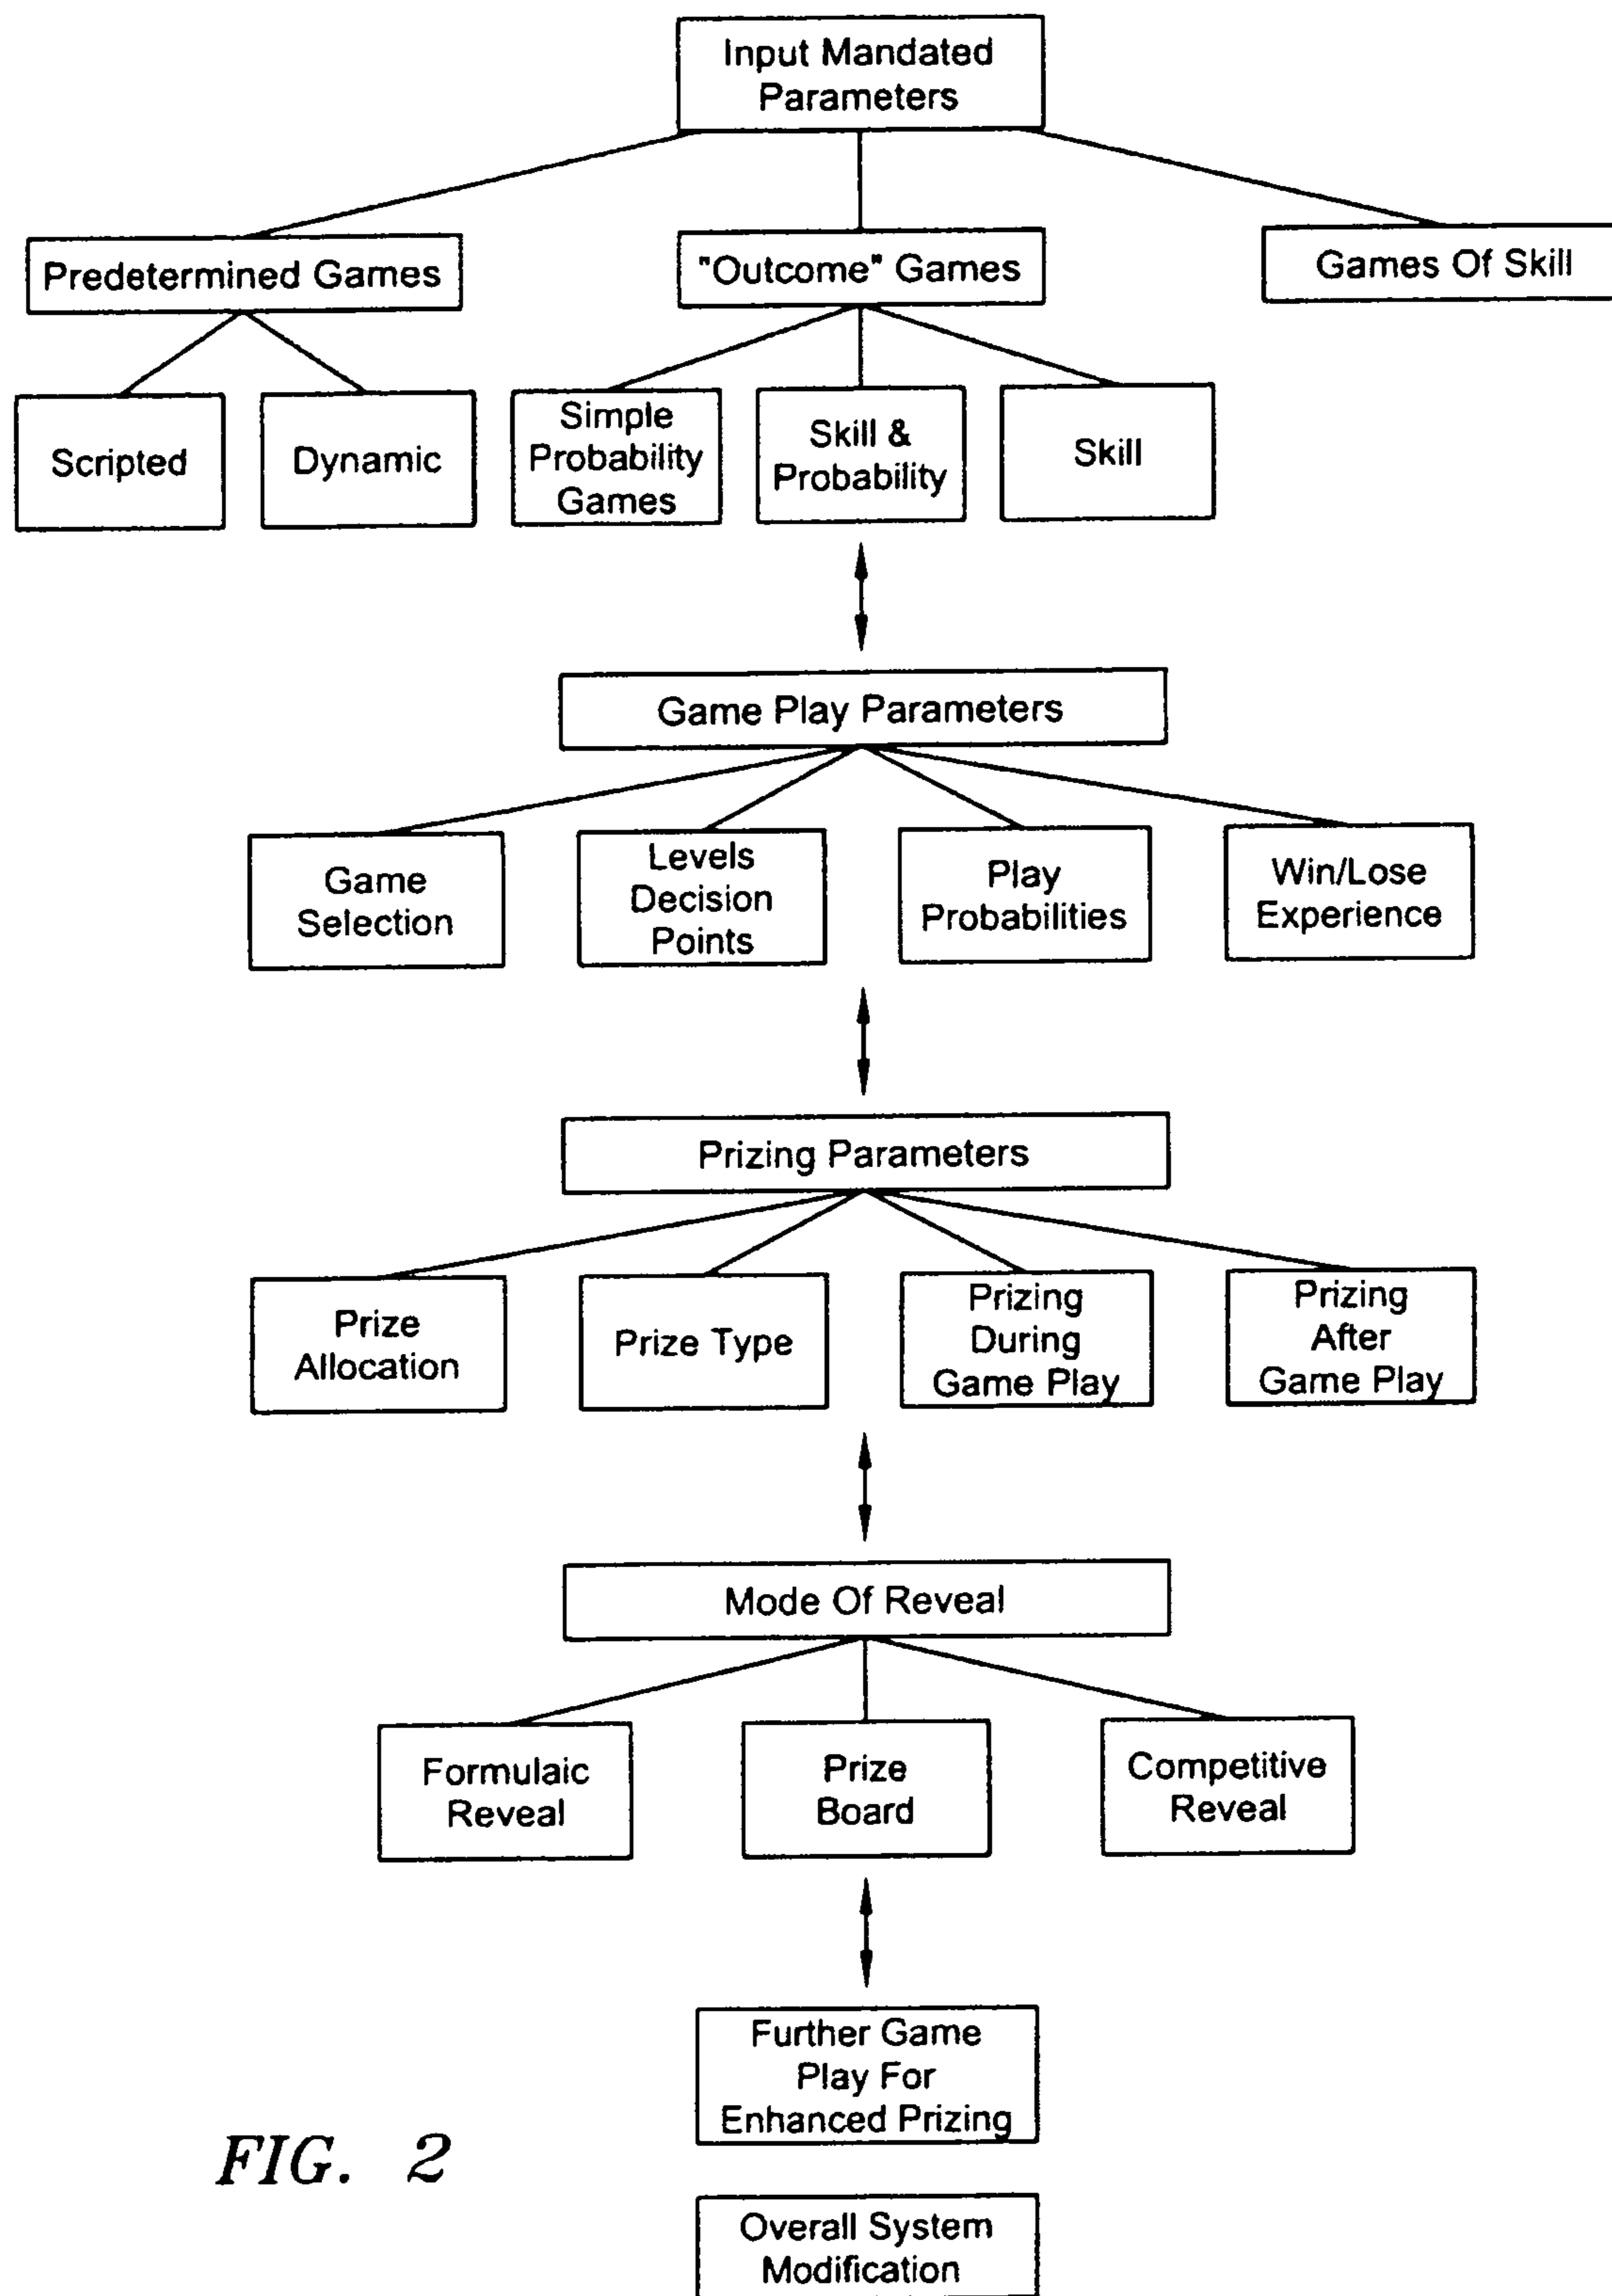 Input Mandated
Parameters
Predetermined Games
"Outcome" Games
Games Of Skill
Scripted
Dynamic
Simple
Probability
Games
Skill &
Probability
Skill
Game Play Parameters
Game
Selection
Levels
Decision
Points
Play
Probabilities
Win/Lose
Experience
Prizing Parameters
Prize
Allocation
Prize Type
Prizing
During
Game Play
Prizing
After
Game Play
Mode Of Reveal
Formulaic
Reveal
Prize
Board
Competitive
Reveal
Further Game
Play For
Enhanced Prizing
FIG. 2
Overall System
Modification